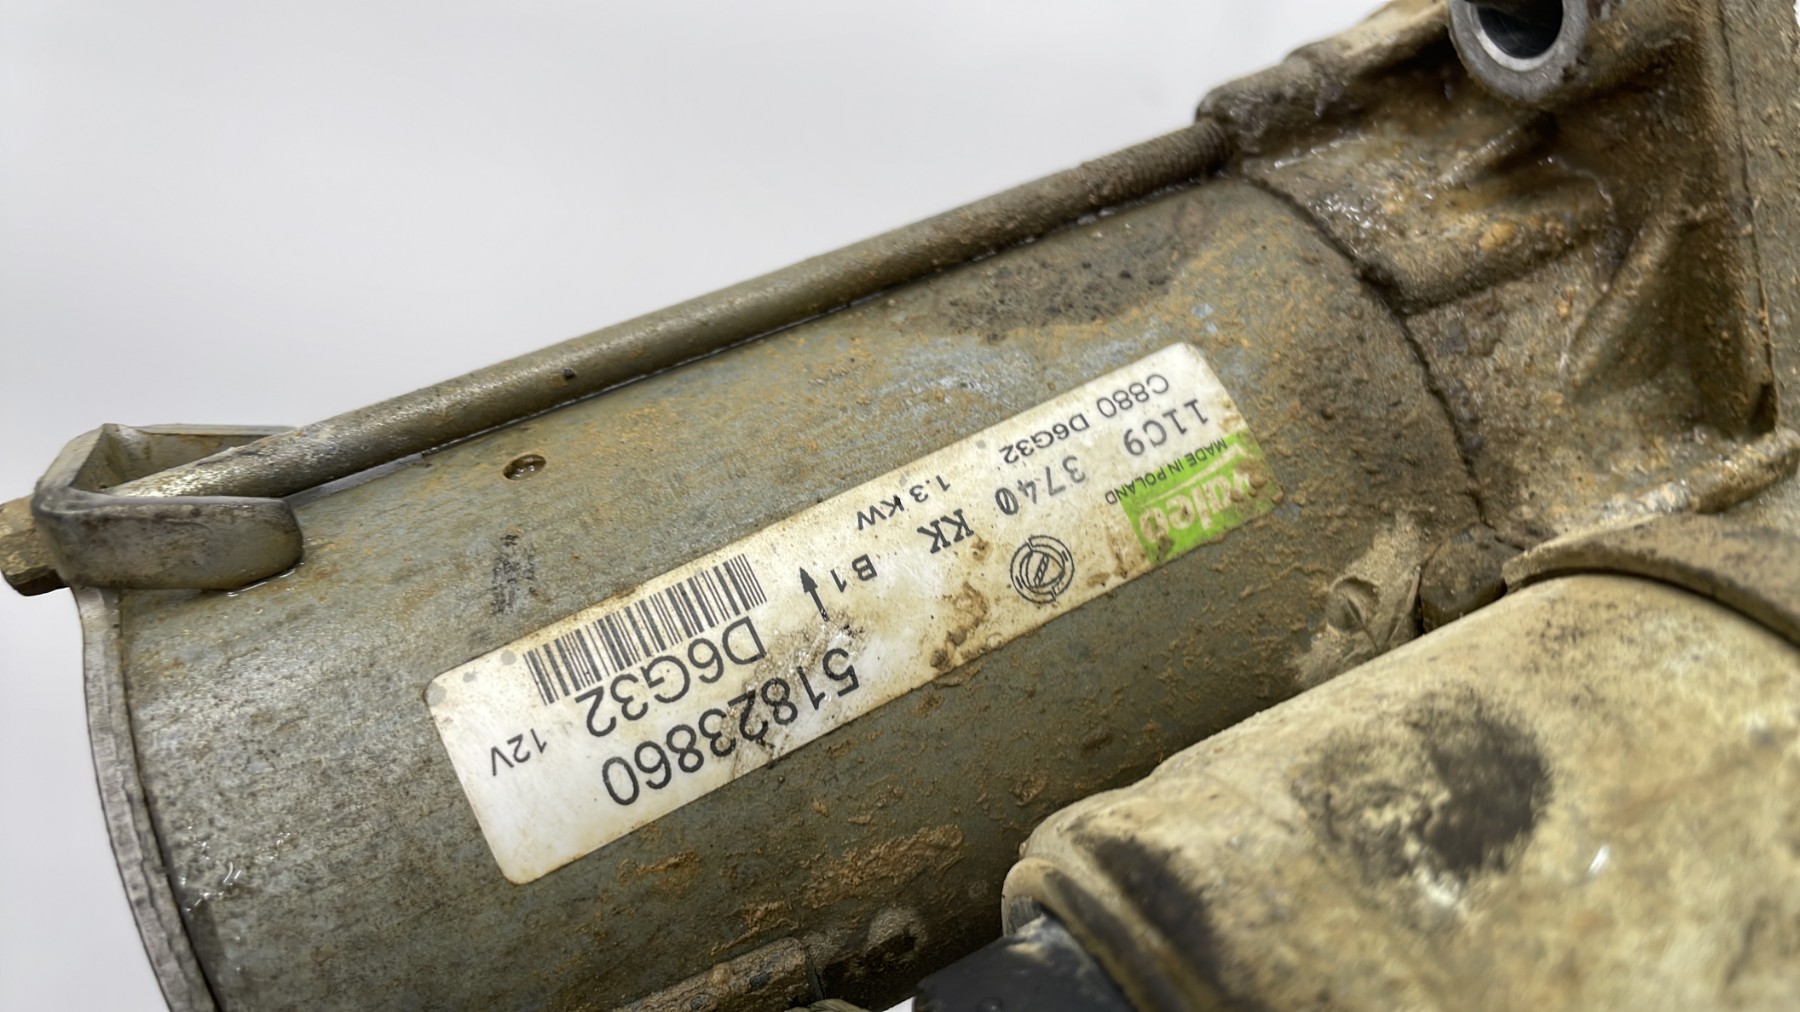 Valeo
MADE IN POLAND
11C9 3740 KK B1
C880 D6G32 1.3 KW
51823860
D6G32 12V